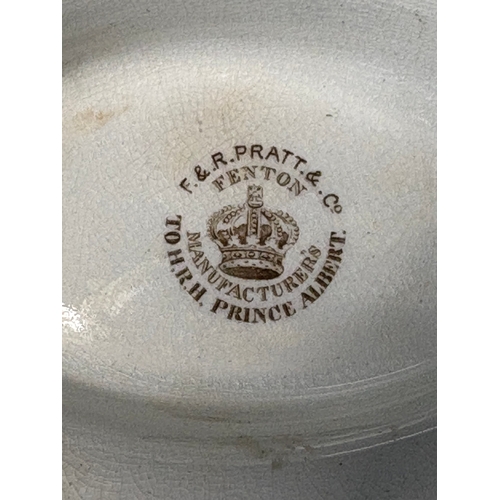 F. & R. PRATT. & . Co
FENTON
MANUFACTURERS
TO H.R.H. PRINCE ALBERT.